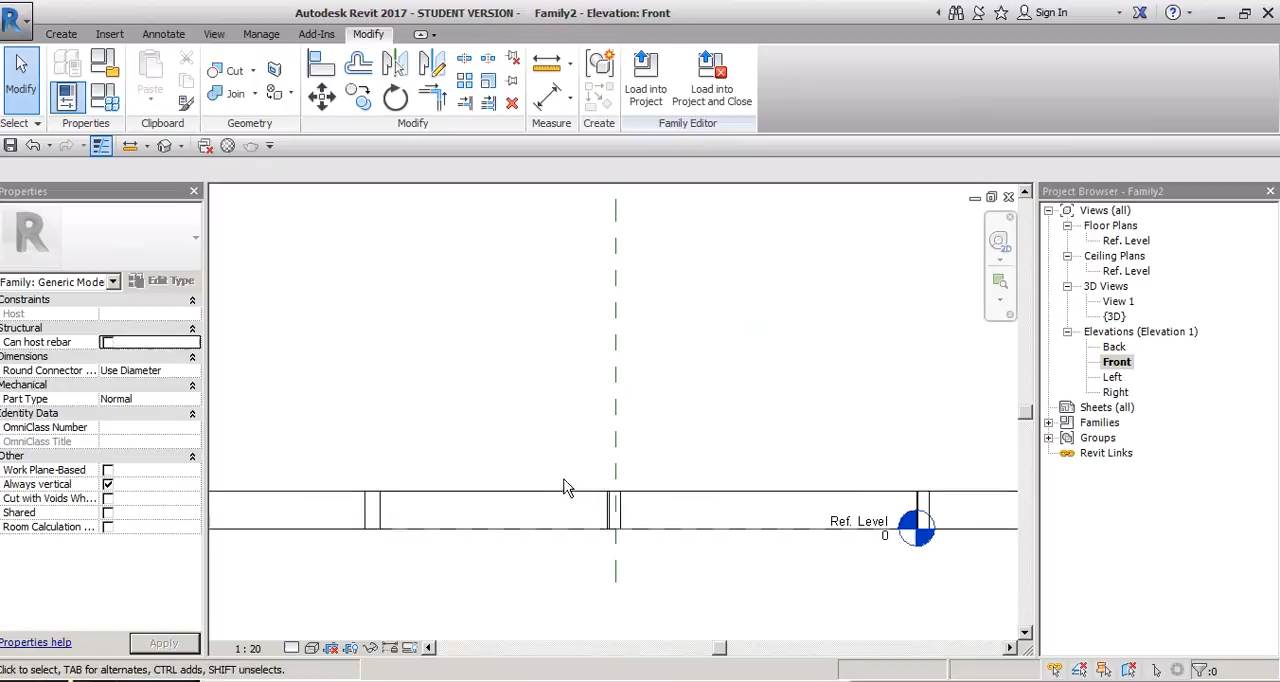 Autodesk Revit 2017 - STUDENT VERSION - Family2 - Elevation: Front
Sign In
Create Insert Annotate View Manage Add-Ins Modify
Modify
Paste
Cut
Join
Load into Project
Load into Project and Close
Select Properties Clipboard Geometry Modify Measure Create Family Editor
Properties
Family: Generic Mode
Edit Type
Constraints
Host
Structural
Can host rebar
Dimensions
Round Connector ... Use Diameter
Mechanical
Part Type Normal
Identity Data
OmniClass Number
OmniClass Title
Other
Work Plane-Based
Always vertical
Cut with Voids Wh...
Shared
Room Calculation ...
Properties help
Apply
2D
Ref. Level
0
1 : 20
Project Browser - Family2
Views (all)
Floor Plans
Ref. Level
Ceiling Plans
Ref. Level
3D Views
View 1
{3D}
Elevations (Elevation 1)
Back
Front
Left
Right
Sheets (all)
Families
Groups
Revit Links
Click to select, TAB for alternates, CTRL adds, SHIFT unselects.
:0